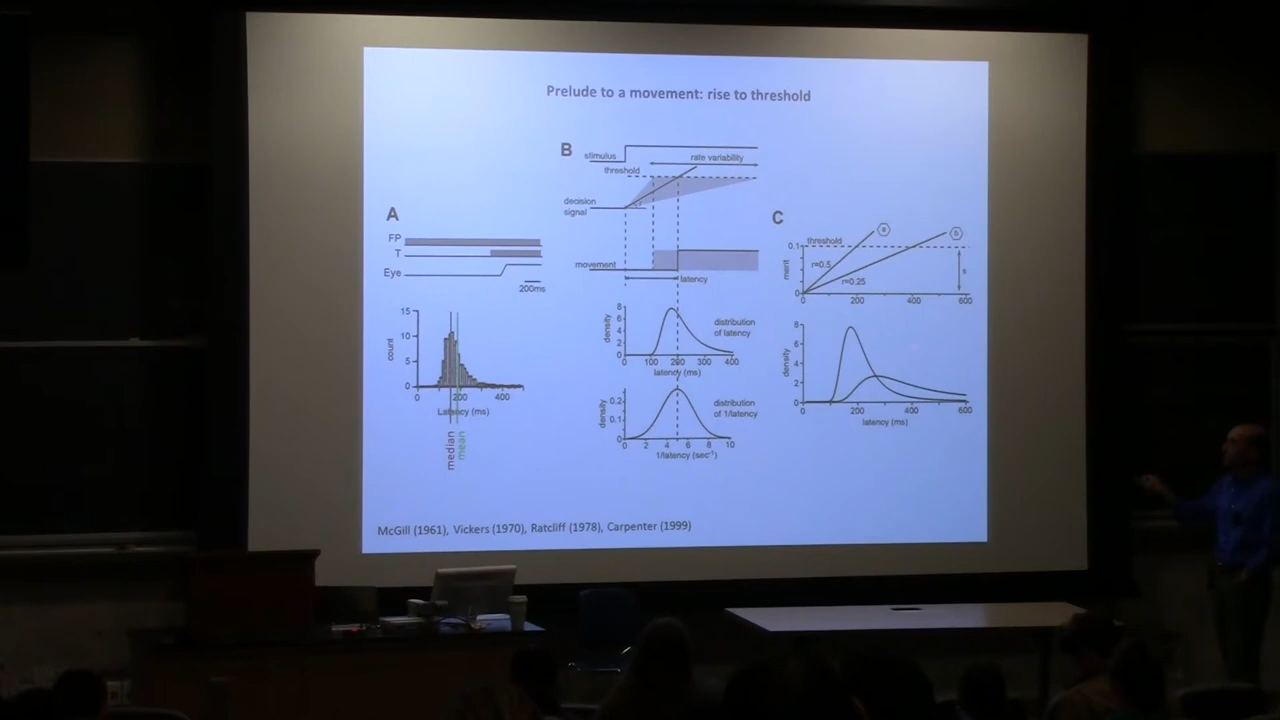 Prelude to a movement: rise to threshold
A
FP
T
Eye
200ms
15
10
5
0
count
0 200 400
Latency (ms)
median
mean
B
stimulus
rate variability
threshold
decision
signal
movement
latency
8
6
4
2
0
density
distribution
of latency
0 100 200 300 400
latency (ms)
0.2
0.1
0
density
distribution
of 1/latency
0 2 4 6 8 10
1/latency (sec⁻¹)
C
a
b
threshold
0.1
merit
r=0.5
r=0.25
s
0
0 200 400 600
8
6
4
2
0
density
0 200 400 600
latency (ms)
McGill (1961), Vickers (1970), Ratcliff (1978), Carpenter (1999)